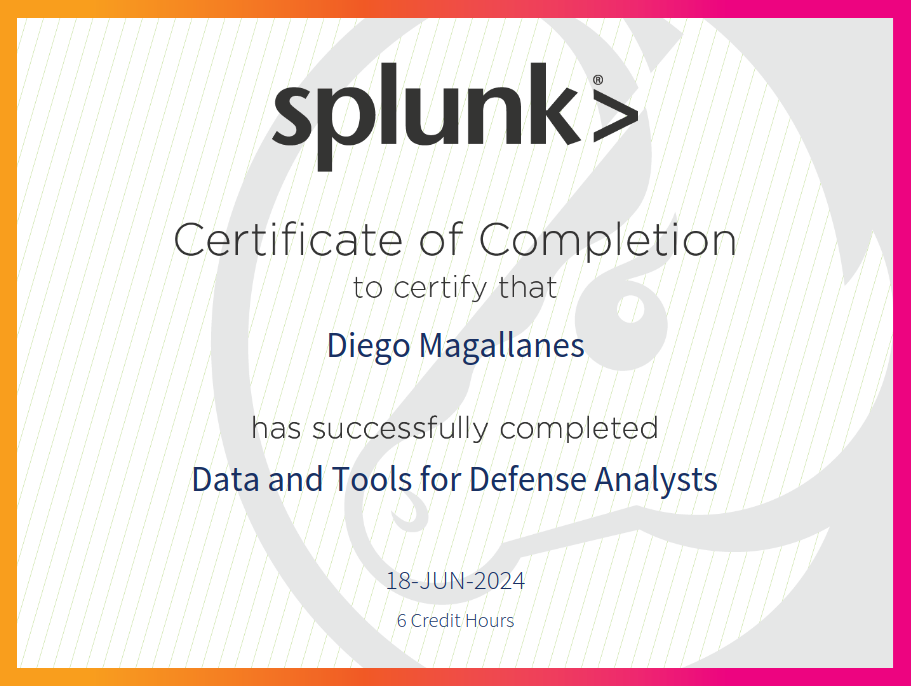 splunk>®
Certificate of Completion
to certify that
Diego Magallanes
has successfully completed
Data and Tools for Defense Analysts
18-JUN-2024
6 Credit Hours